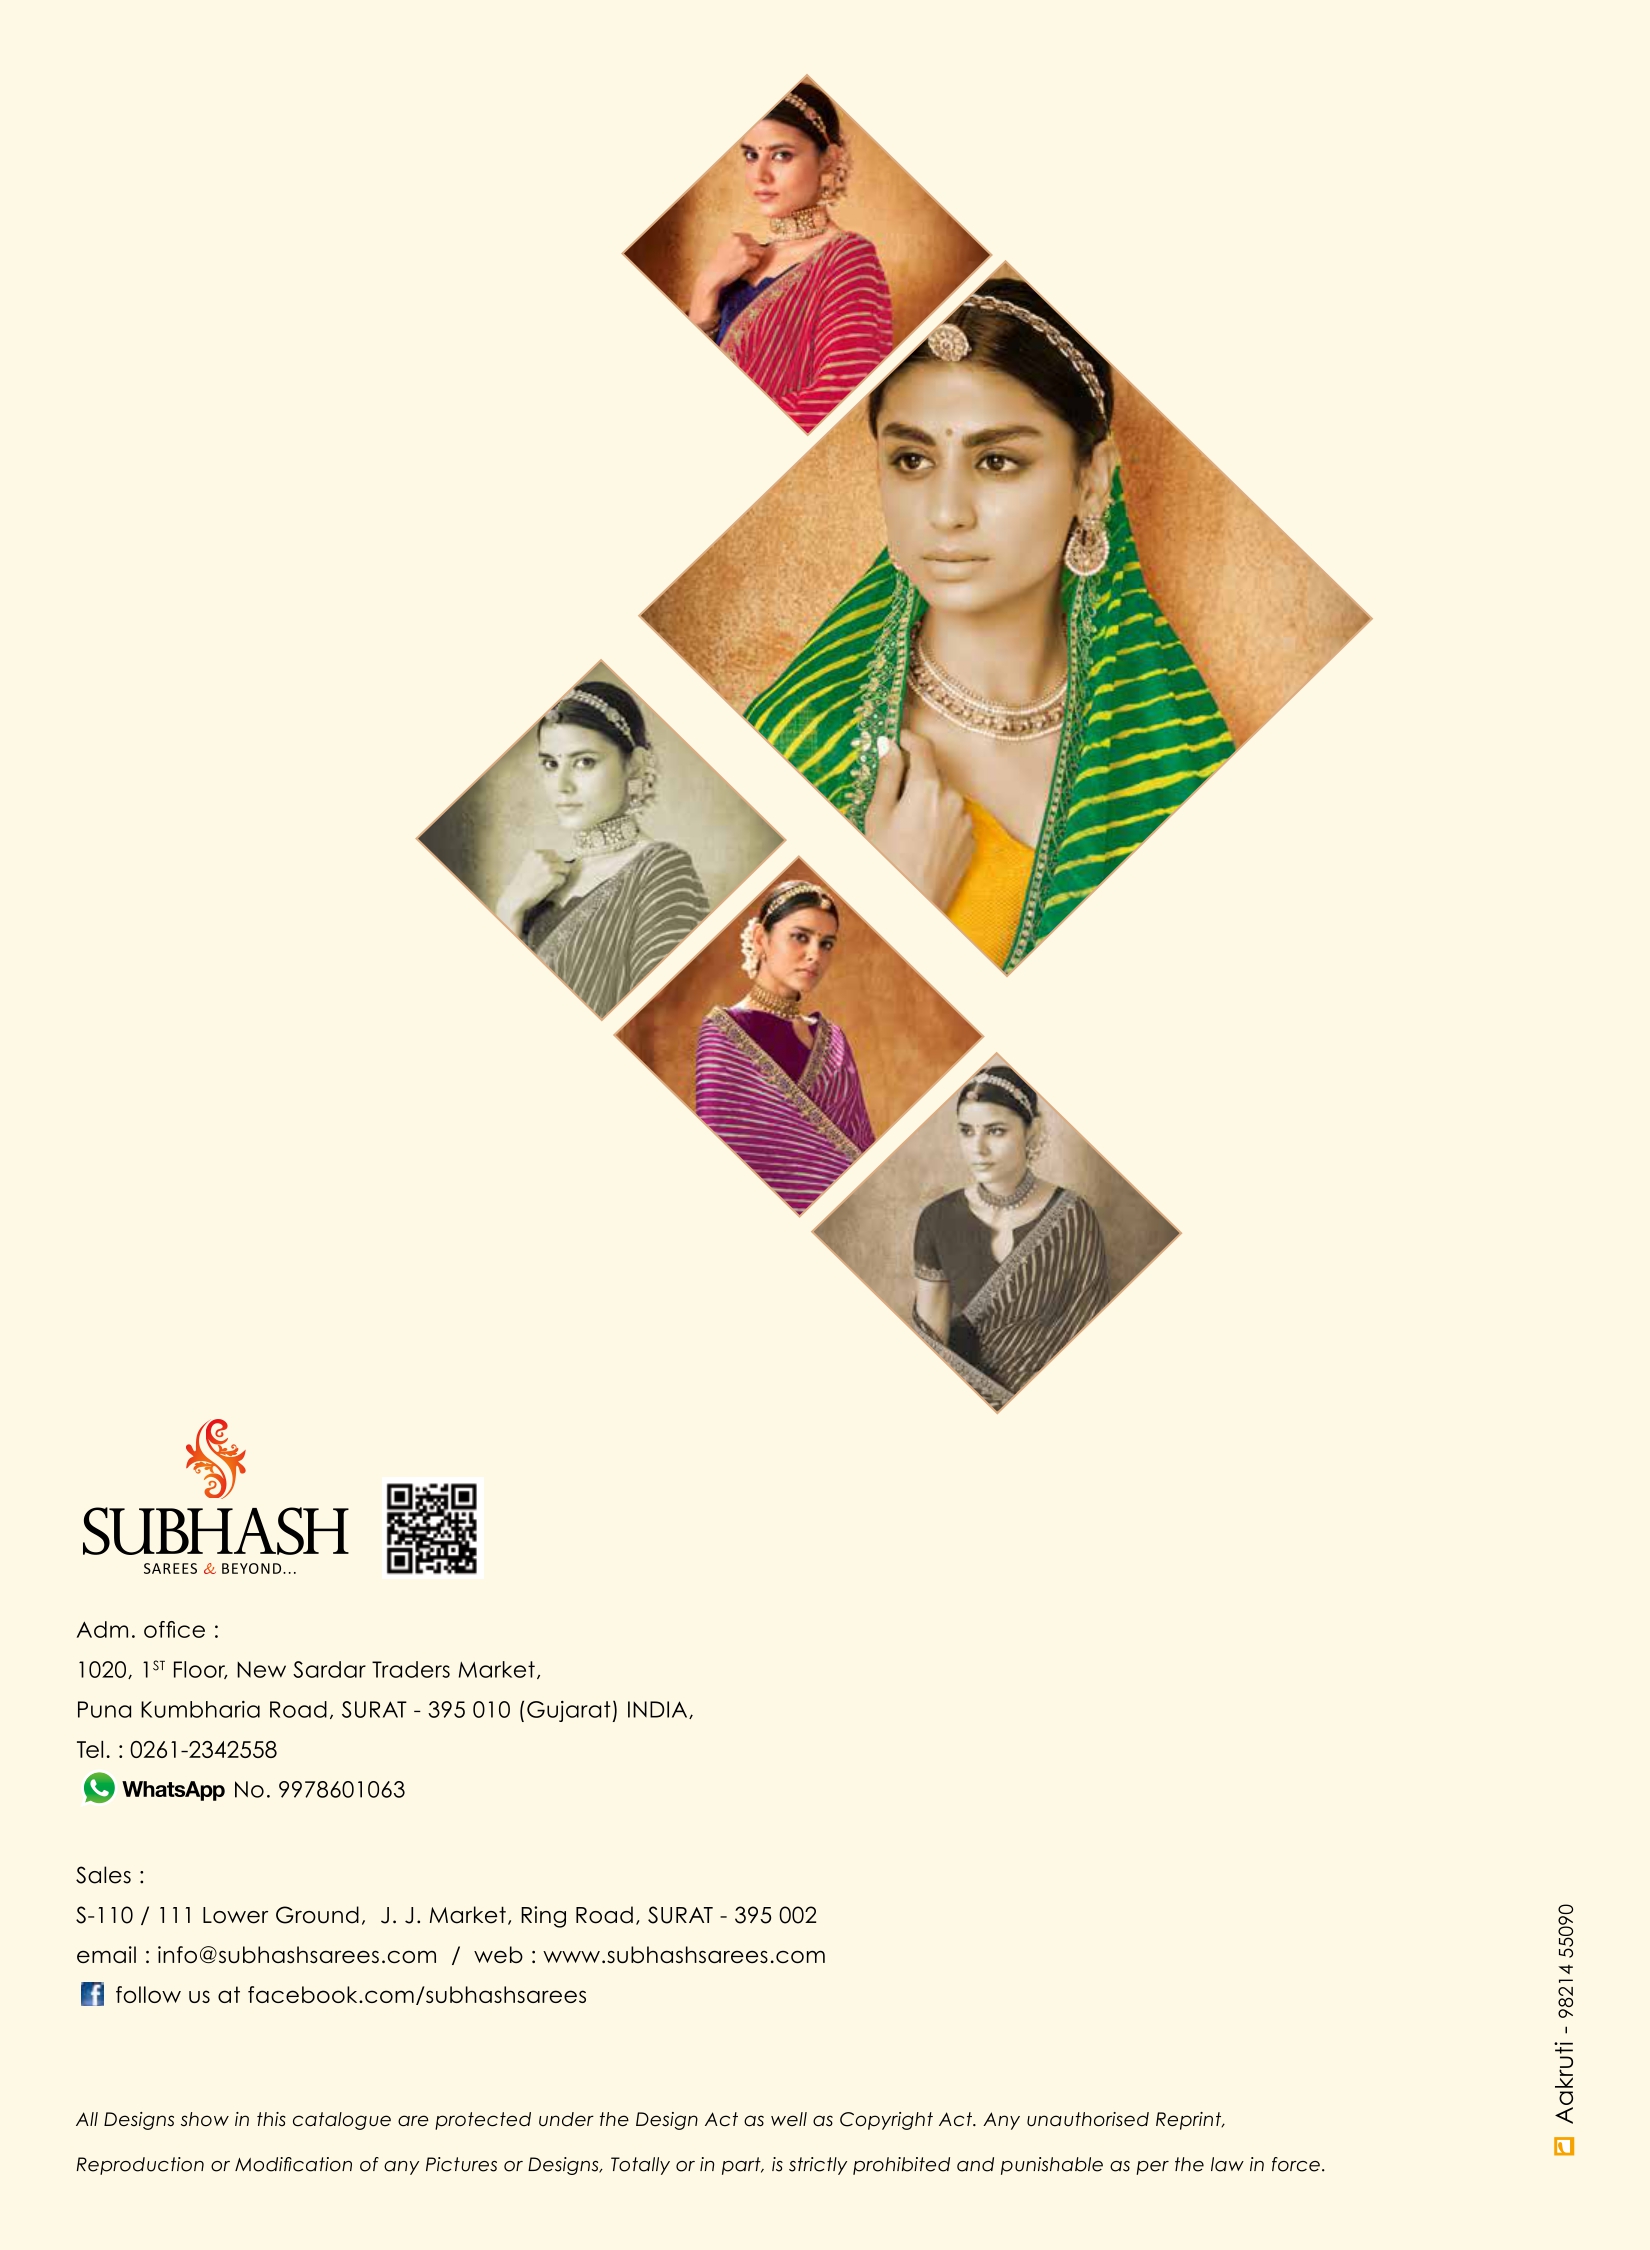 SUBHASH
SAREES & BEYOND...
Adm. office :
1020, 1ST Floor, New Sardar Traders Market,
Puna Kumbharia Road, SURAT - 395 010 (Gujarat) INDIA,
Tel. : 0261-2342558
WhatsApp No. 9978601063
Sales :
S-110 / 111 Lower Ground, J. J. Market, Ring Road, SURAT - 395 002
email : info@subhashsarees.com / web : www.subhashsarees.com
follow us at facebook.com/subhashsarees
All Designs show in this catalogue are protected under the Design Act as well as Copyright Act. Any unauthorised Reprint,
Reproduction or Modification of any Pictures or Designs, Totally or in part, is strictly prohibited and punishable as per the law in force.
Aakruti - 98214 55090